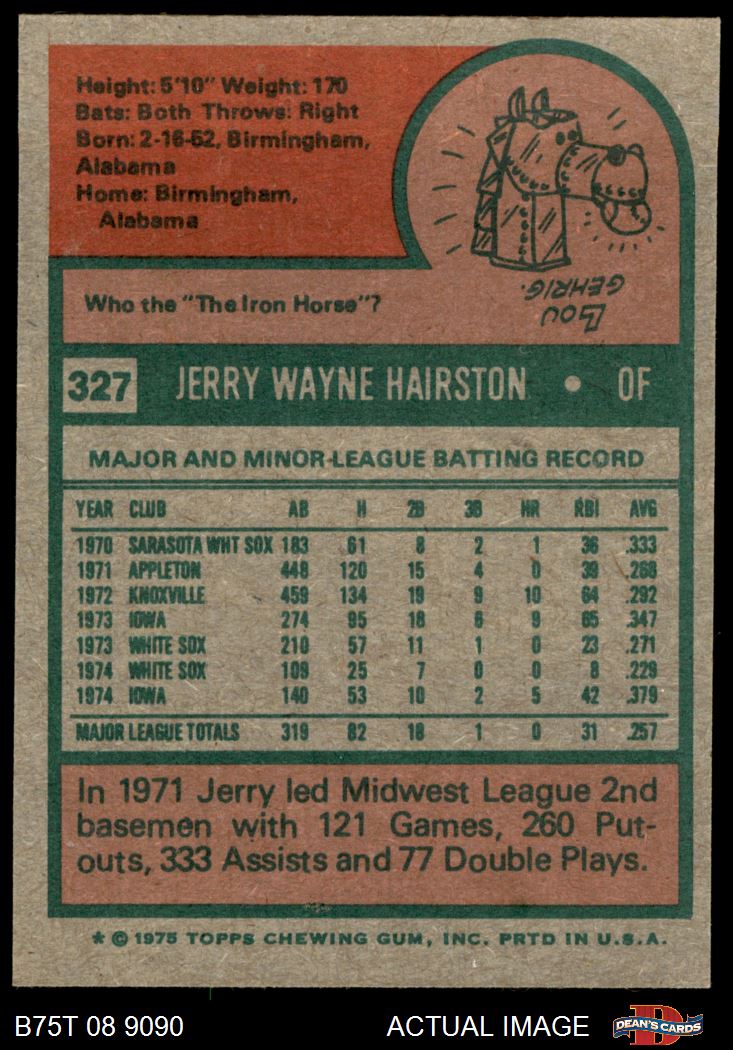 Height: 5'10" Weight: 170
Bats: Both Throws: Right
Born: 2-16-52, Birmingham,
Alabama
Home: Birmingham,
Alabama
Who the "The Iron Horse"?
LOU
GEHRIG.
327 JERRY WAYNE HAIRSTON • OF
MAJOR AND MINOR-LEAGUE BATTING RECORD
YEAR CLUB AB H 2B 3B HR RBI AVG
1970 SARASOTA WHT SOX 183 61 8 2 1 36 .333
1971 APPLETON 448 120 15 4 0 39 .268
1972 KNOXVILLE 459 134 19 9 10 64 .292
1973 IOWA 274 95 18 6 9 65 .347
1973 WHITE SOX 210 57 11 1 0 23 .271
1974 WHITE SOX 109 25 7 0 0 8 .229
1974 IOWA 140 53 10 2 5 42 .379
MAJOR LEAGUE TOTALS 319 82 18 1 0 31 .257
In 1971 Jerry led Midwest League 2nd
basemen with 121 Games, 260 Put-
outs, 333 Assists and 77 Double Plays.
* © 1975 TOPPS CHEWING GUM, INC. PRTD IN U.S.A.
B75T 08 9090 ACTUAL IMAGE D DEAN'S CARDS